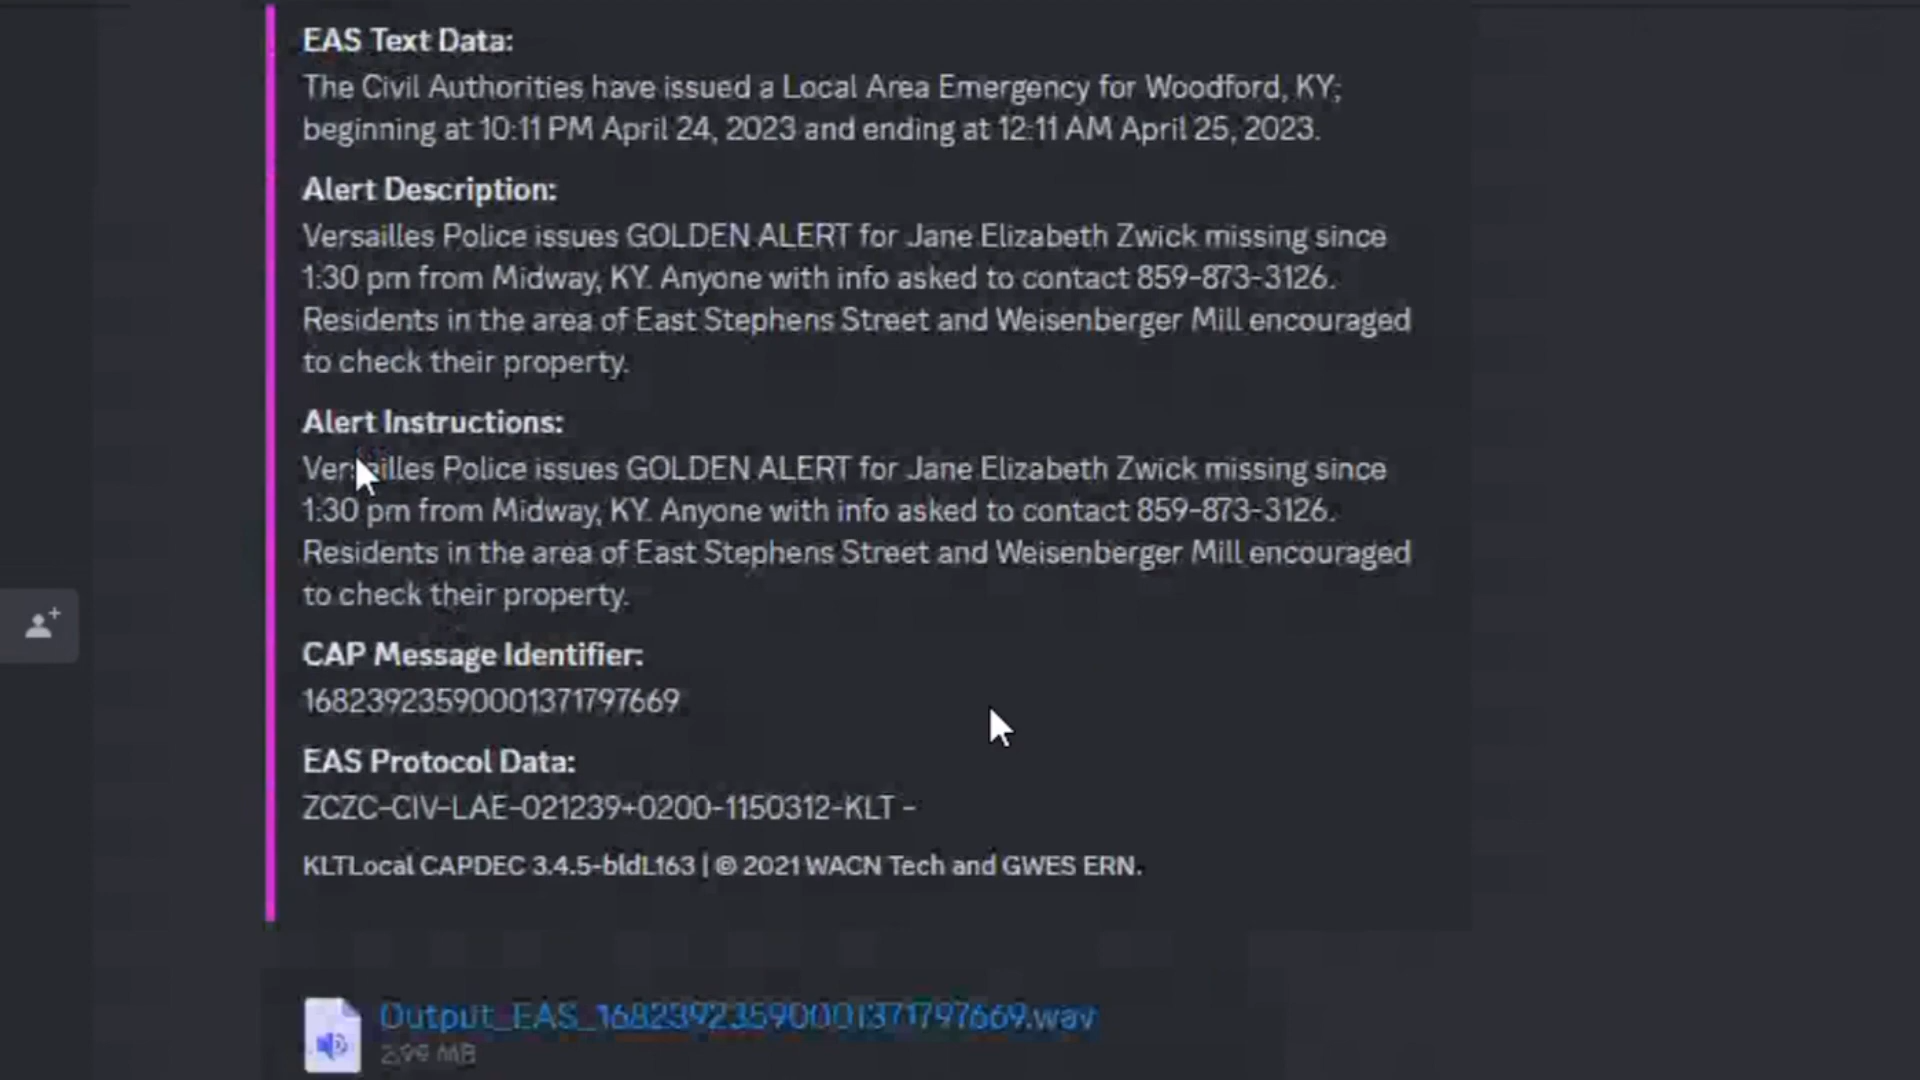 EAS Text Data:
The Civil Authorities have issued a Local Area Emergency for Woodford, KY;
beginning at 10:11 PM April 24, 2023 and ending at 12:11 AM April 25, 2023.
Alert Description:
Versailles Police issues GOLDEN ALERT for Jane Elizabeth Zwick missing since
1:30 pm from Midway, KY. Anyone with info asked to contact 859-873-3126.
Residents in the area of East Stephens Street and Weisenberger Mill encouraged
to check their property.
Alert Instructions:
Versailles Police issues GOLDEN ALERT for Jane Elizabeth Zwick missing since
1:30 pm from Midway, KY. Anyone with info asked to contact 859-873-3126.
Residents in the area of East Stephens Street and Weisenberger Mill encouraged
to check their property.
CAP Message Identifier:
16823923590001371797669
EAS Protocol Data:
ZCZC-CIV-LAE-021239+0200-1150312-KLT -
KLTLocal CAPDEC 3.4.5-bldL163 | © 2021 WACN Tech and GWES ERN.
Output_EAS_16823923590001371797669.wav
2.99 MB